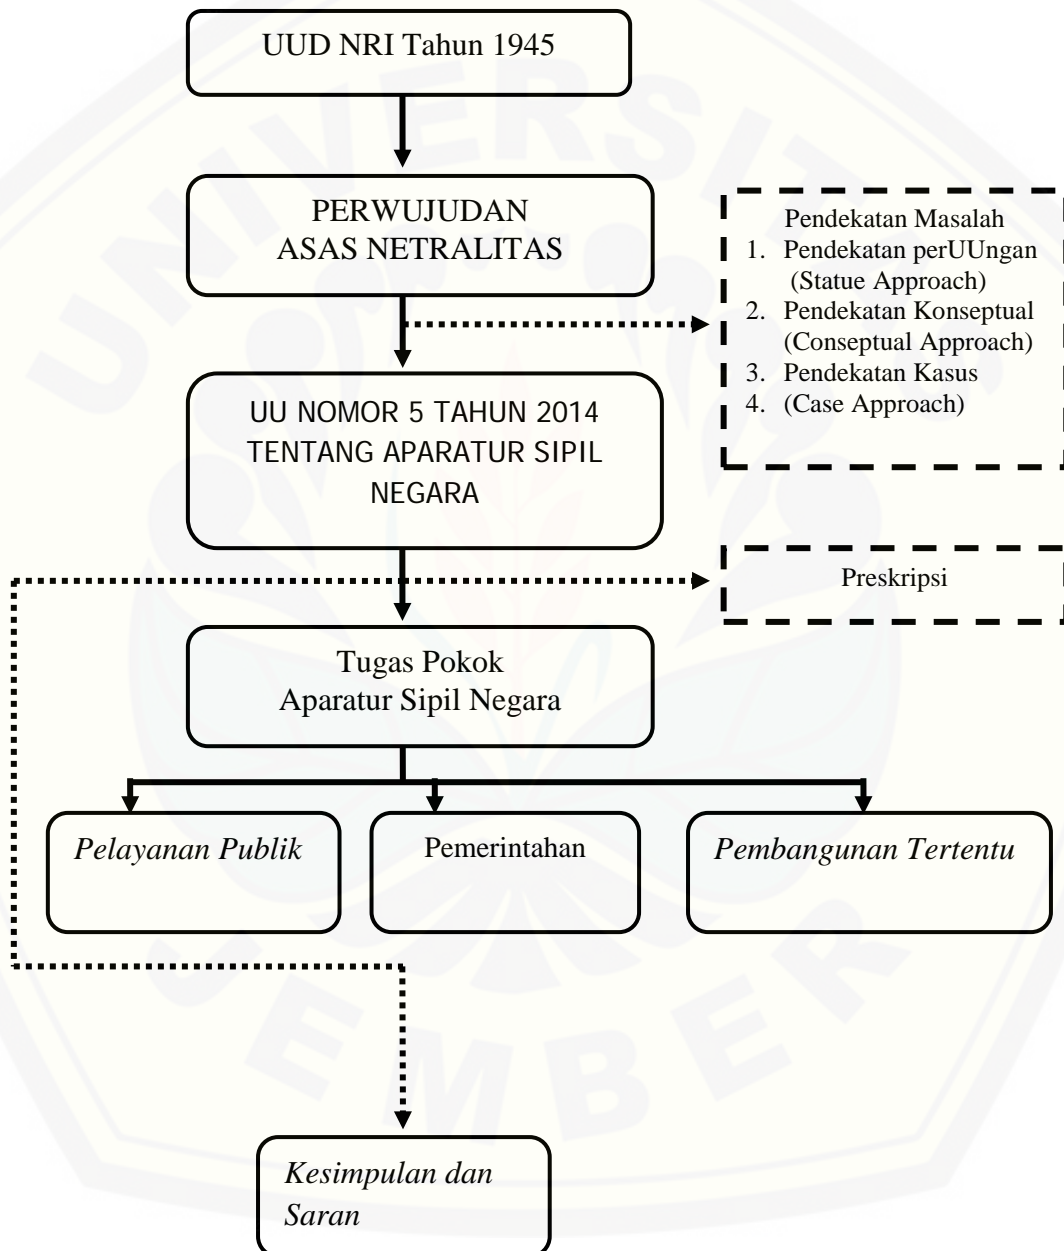 UUD NRI Tahun 1945
PERWUJUDAN
ASAS NETRALITAS
Pendekatan Masalah
1. Pendekatan perUUngan
(Statue Approach)
2. Pendekatan Konseptual
(Conseptual Approach)
3. Pendekatan Kasus
4. (Case Approach)
UU NOMOR 5 TAHUN 2014
TENTANG APARATUR SIPIL
NEGARA
Preskripsi
Tugas Pokok
Aparatur Sipil Negara
Pelayanan Publik
Pemerintahan
Pembangunan Tertentu
Kesimpulan dan
Saran
UNIVERSITAS
JEMBER